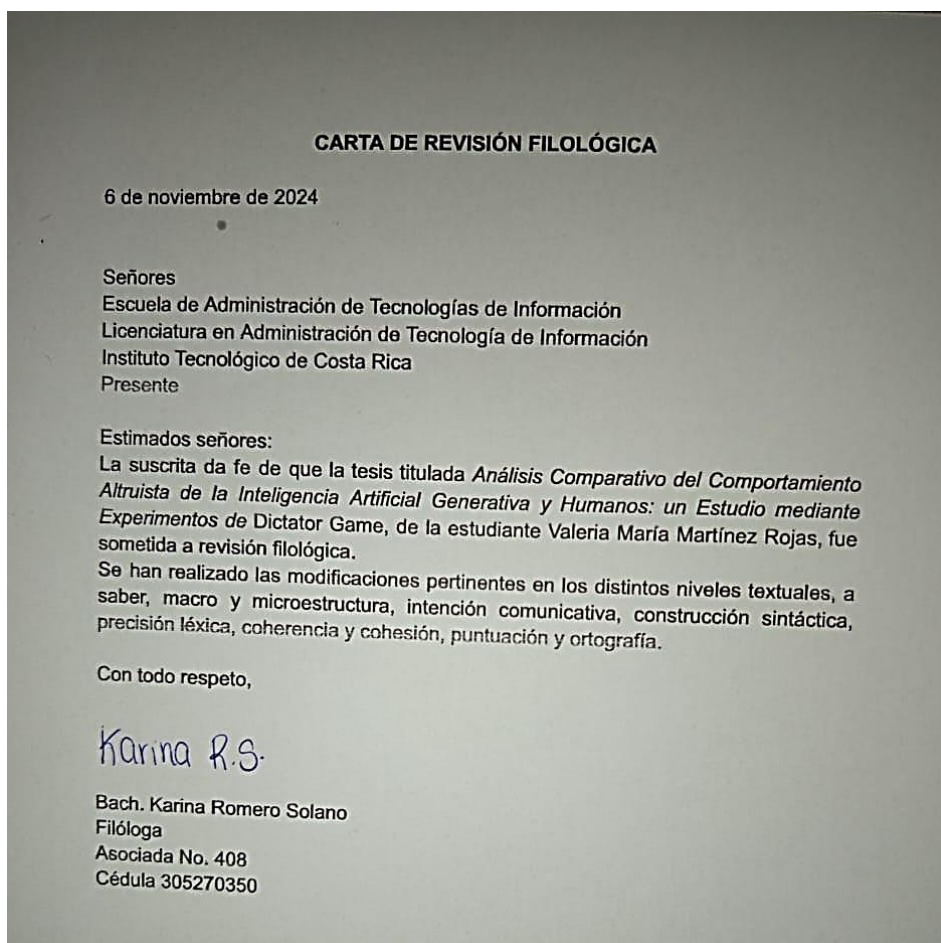 CARTA DE REVISIÓN FILOLÓGICA
6 de noviembre de 2024
Señores
Escuela de Administración de Tecnologías de Información
Licenciatura en Administración de Tecnología de Información
Instituto Tecnológico de Costa Rica
Presente
Estimados señores:
La suscrita da fe de que la tesis titulada Análisis Comparativo del Comportamiento
Altruista de la Inteligencia Artificial Generativa y Humanos: un Estudio mediante
Experimentos de Dictator Game, de la estudiante Valeria María Martínez Rojas, fue
sometida a revisión filológica.
Se han realizado las modificaciones pertinentes en los distintos niveles textuales, a
saber, macro y microestructura, intención comunicativa, construcción sintáctica,
precisión léxica, coherencia y cohesión, puntuación y ortografía.
Con todo respeto,
Karina R.S.
Bach. Karina Romero Solano
Filóloga
Asociada No. 408
Cédula 305270350